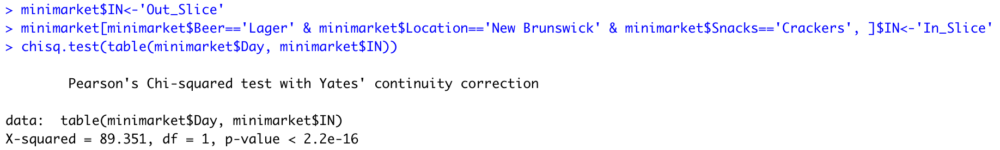 > minimarket$IN<-'Out_Slice'
> minimarket[minimarket$Beer=='Lager' & minimarket$Location=='New Brunswick' & minimarket$Snacks=='Crackers', ]$IN<-'In_Slice'
> chisq.test(table(minimarket$Day, minimarket$IN))
Pearson's Chi-squared test with Yates' continuity correction
data:  table(minimarket$Day, minimarket$IN)
X-squared = 89.351, df = 1, p-value < 2.2e-16